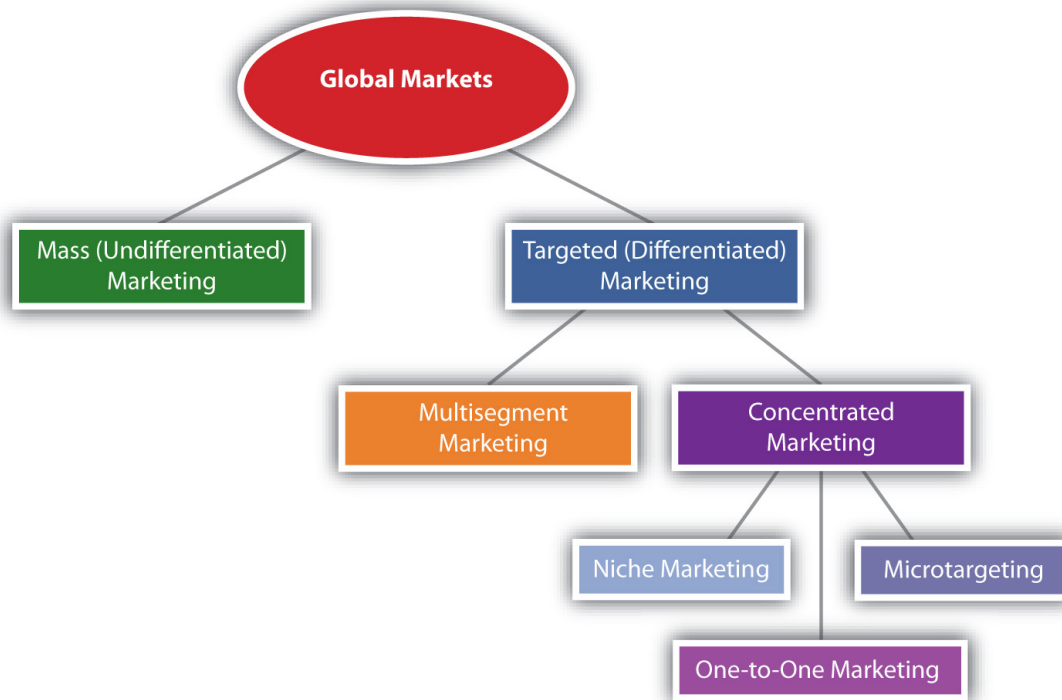 Global Markets
Mass (Undifferentiated)
Marketing
Targeted (Differentiated)
Marketing
Multisegment
Marketing
Concentrated
Marketing
Niche Marketing
Microtargeting
One-to-One Marketing